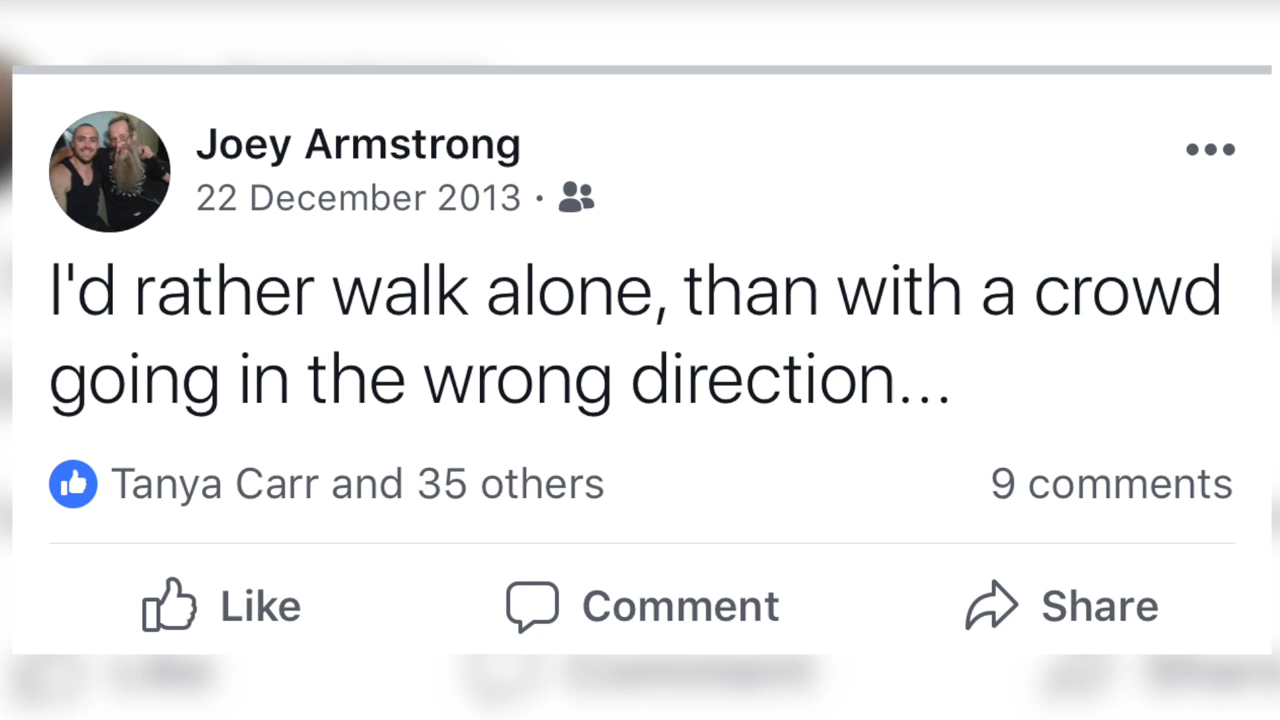 Joey Armstrong
22 December 2013 ·
I'd rather walk alone, than with a crowd
going in the wrong direction...
Tanya Carr and 35 others 9 comments
Like Comment Share